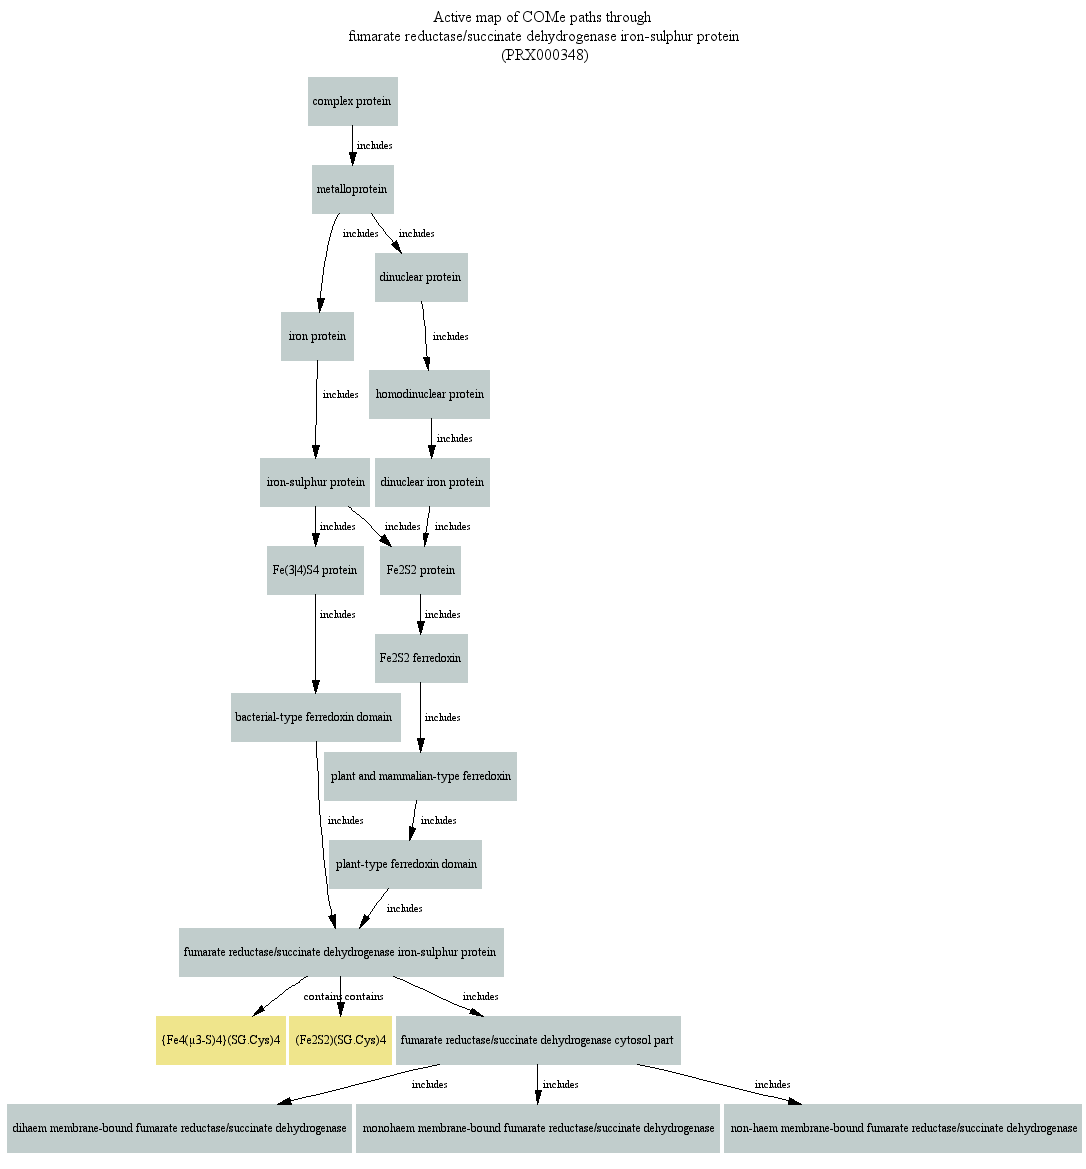 Active map of COMe paths through
fumarate reductase/succinate dehydrogenase iron-sulphur protein
(PRX000348)
complex protein
includes
metalloprotein
includes
includes
dinuclear protein
iron protein
includes
includes
homodinuclear protein
includes
iron-sulphur protein
dinuclear iron protein
includes
includes
includes
Fe(3|4)S4 protein
Fe2S2 protein
includes
includes
Fe2S2 ferredoxin
bacterial-type ferredoxin domain
includes
plant and mammalian-type ferredoxin
includes
includes
plant-type ferredoxin domain
includes
fumarate reductase/succinate dehydrogenase iron-sulphur protein
contains
contains
includes
{Fe4(µ3-S)4}(SG.Cys)4
(Fe2S2)(SG.Cys)4
fumarate reductase/succinate dehydrogenase cytosol part
includes
includes
includes
dihaem membrane-bound fumarate reductase/succinate dehydrogenase
monohaem membrane-bound fumarate reductase/succinate dehydrogenase
non-haem membrane-bound fumarate reductase/succinate dehydrogenase